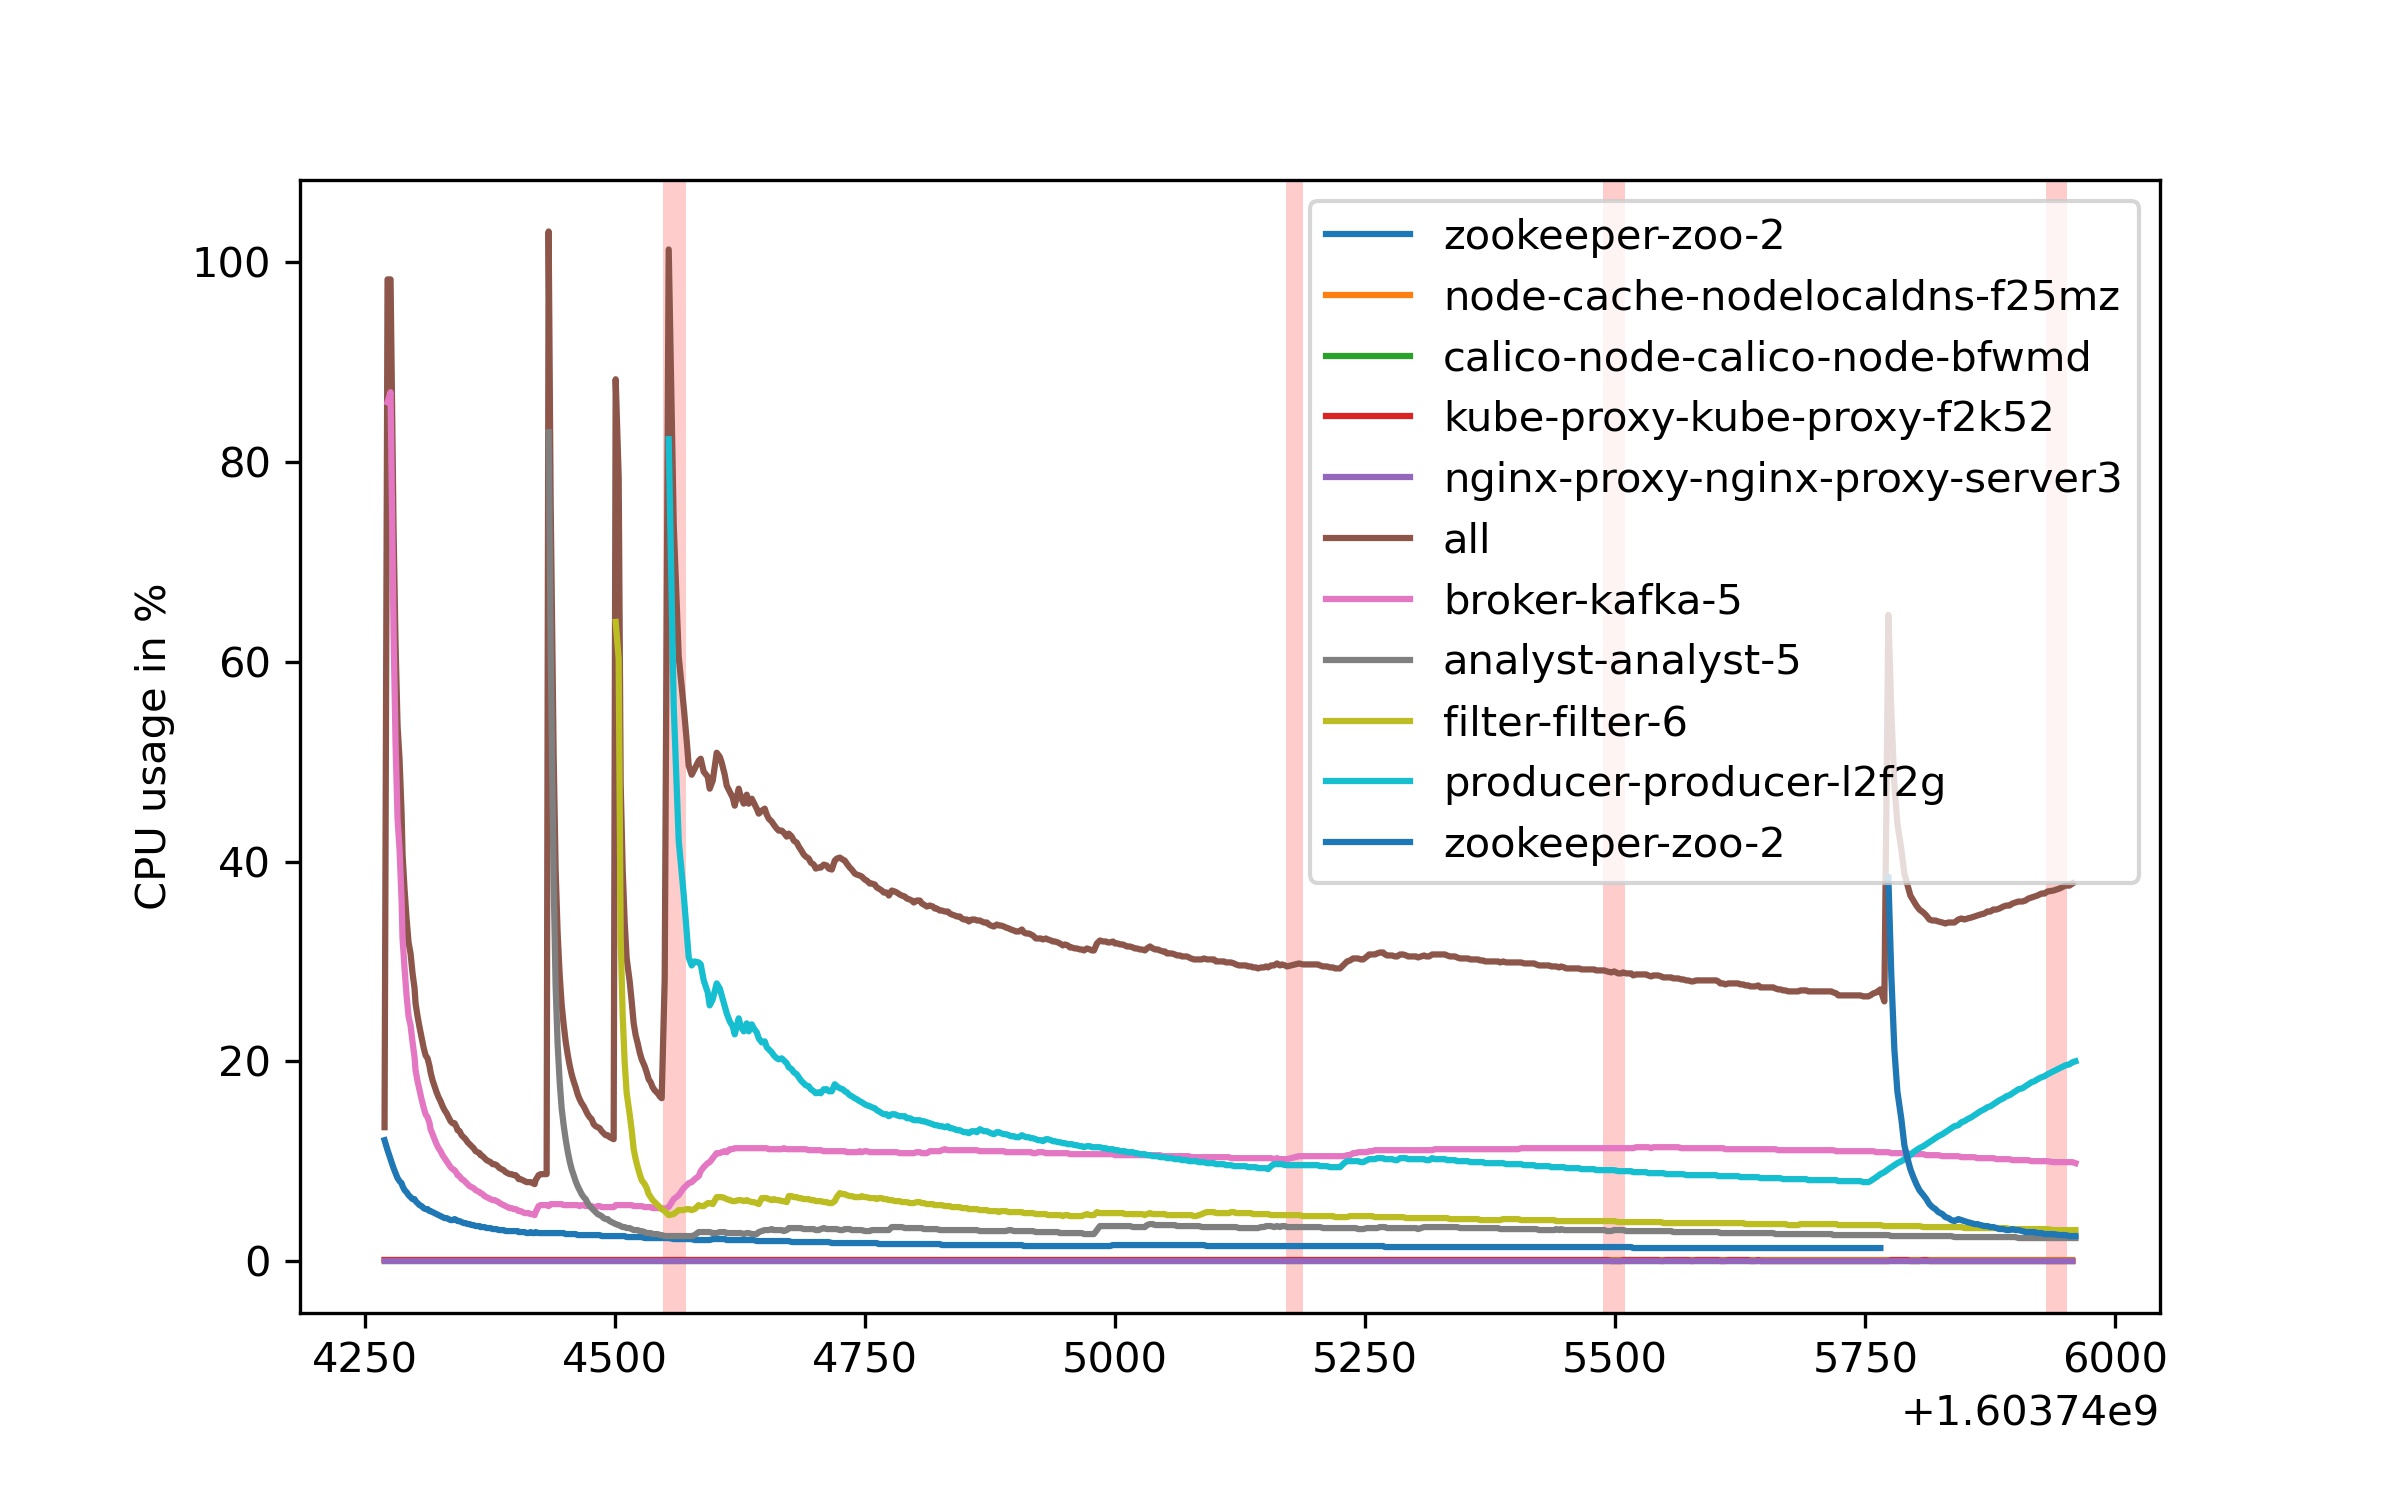 CPU usage in %
100
80
60
40
20
0
zookeeper-zoo-2
node-cache-nodelocaldns-f25mz
calico-node-calico-node-bfwmd
kube-proxy-kube-proxy-f2k52
nginx-proxy-nginx-proxy-server3
all
broker-kafka-5
analyst-analyst-5
filter-filter-6
producer-producer-l2f2g
zookeeper-zoo-2
4250 4500 4750 5000 5250 5500 5750 6000
+1.60374e9